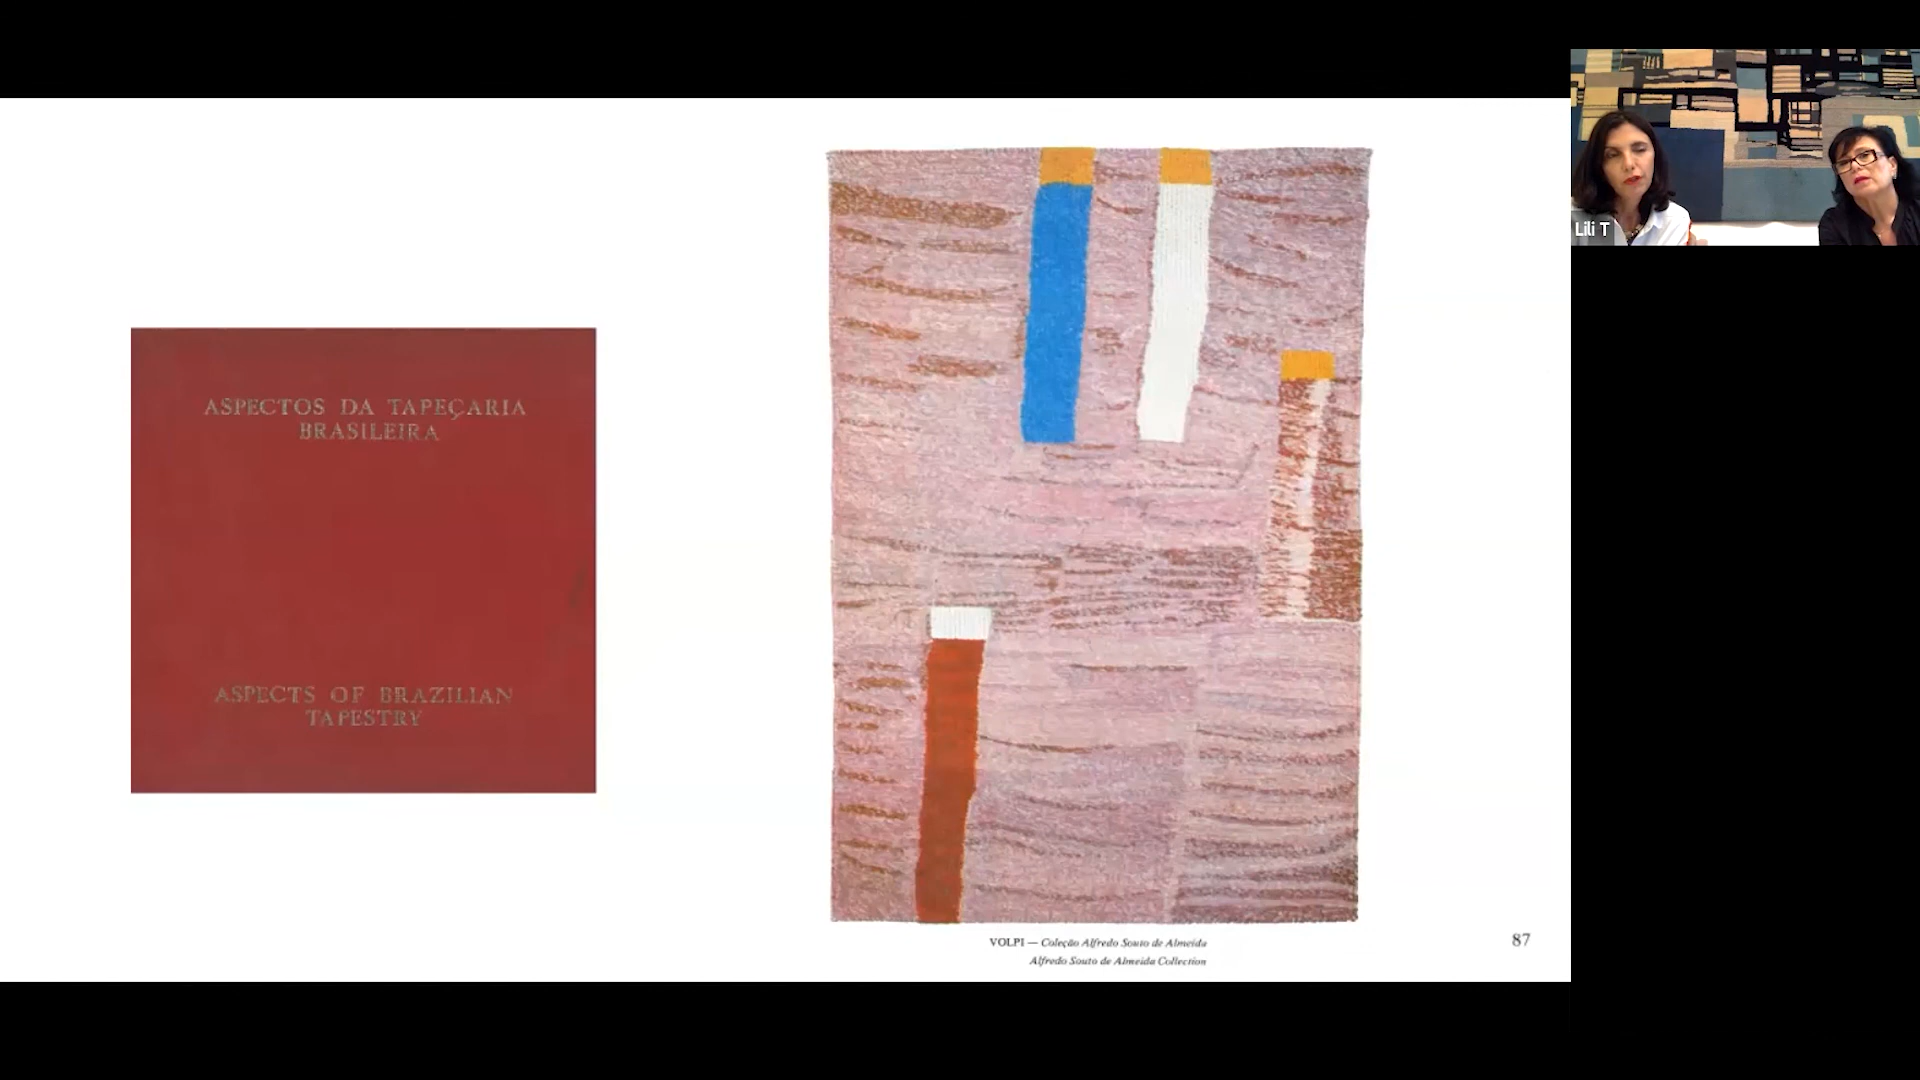 ASPECTOS DA TAPEÇARIA
BRASILEIRA
ASPECTS OF BRAZILIAN
TAPESTRY
VOLPI — Coleção Alfredo Souto de Almeida
Alfredo Souto de Almeida Collection
87
Lili T